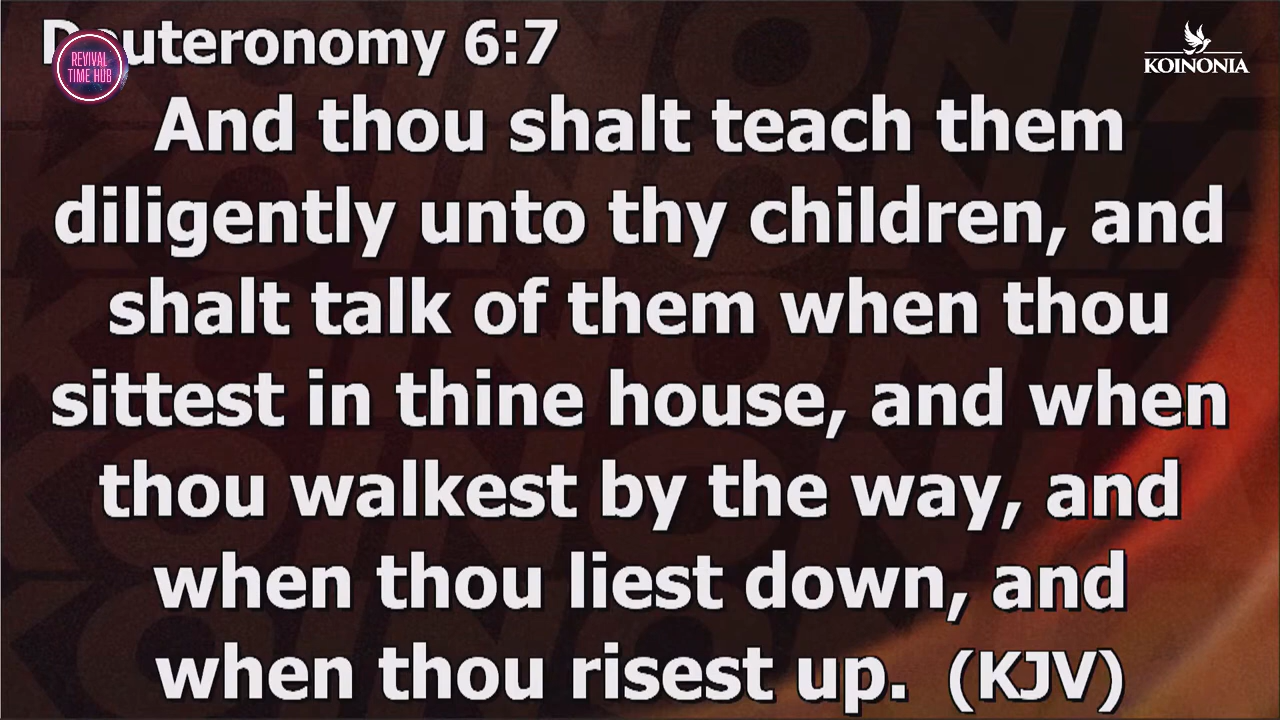 Deuteronomy 6:7
REVIVAL
TIME HUB
KOINONIA
And thou shalt teach them
diligently unto thy children, and
shalt talk of them when thou
sittest in thine house, and when
thou walkest by the way, and
when thou liest down, and
when thou risest up. (KJV)